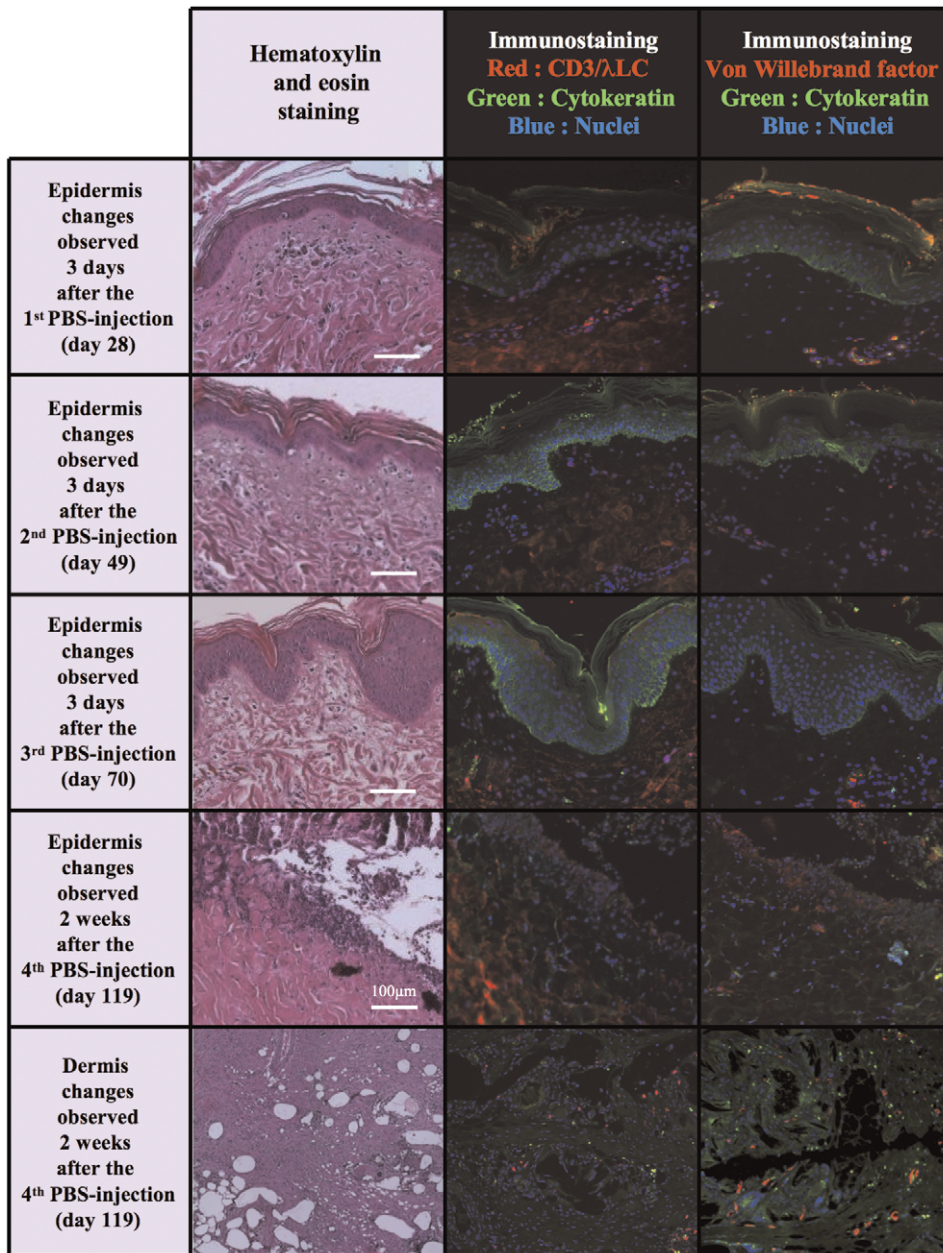 Hematoxylin
and eosin
staining
Immunostaining
Red : CD3/λLC
Green : Cytokeratin
Blue : Nuclei
Immunostaining
Von Willebrand factor
Green : Cytokeratin
Blue : Nuclei
Epidermis
changes
observed
3 days
after the
1st PBS-injection
(day 28)
Epidermis
changes
observed
3 days
after the
2nd PBS-injection
(day 49)
Epidermis
changes
observed
3 days
after the
3rd PBS-injection
(day 70)
Epidermis
changes
observed
2 weeks
after the
4th PBS-injection
(day 119)
100μm
Dermis
changes
observed
2 weeks
after the
4th PBS-injection
(day 119)